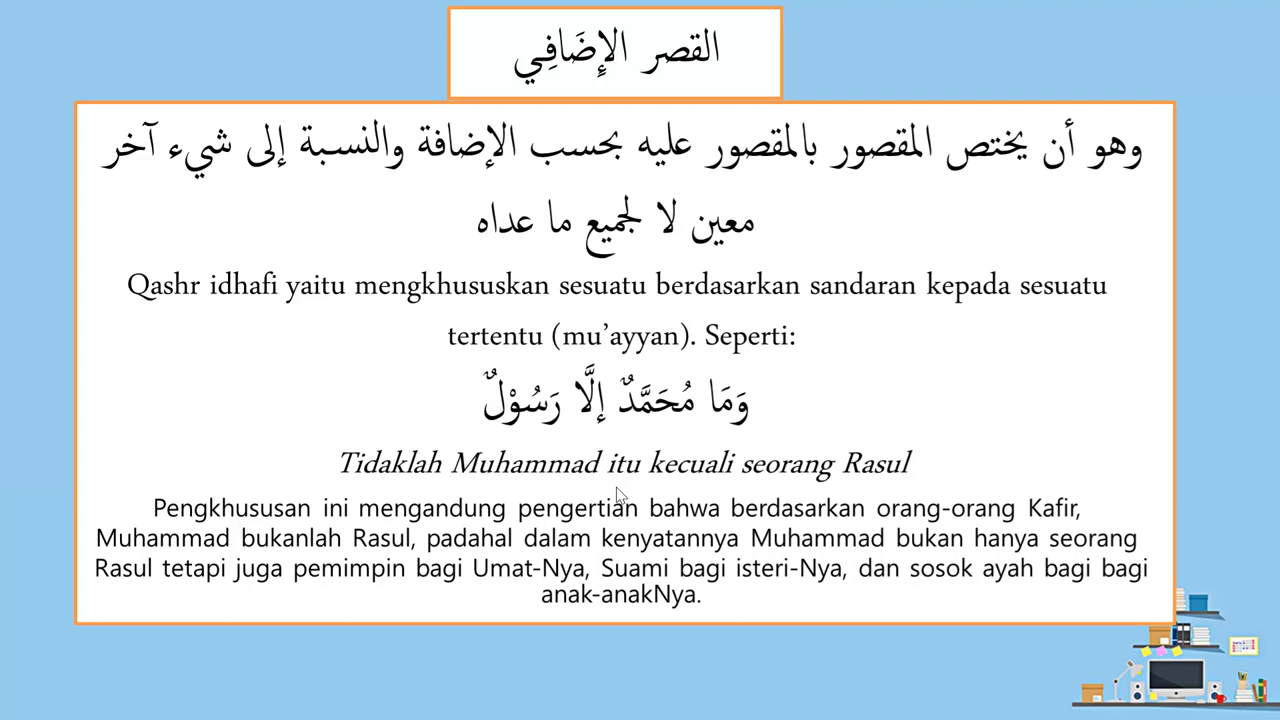 القصر الإِضَافِي
وهو أن يختص المقصور بالمقصور عليه بحسب الإضافة والنسبة إلى شيء آخر
معين لا لجميع ما عداه
Qashr idhafi yaitu mengkhususkan sesuatu berdasarkan sandaran kepada sesuatu
tertentu (mu’ayyan). Seperti:
وَمَا مُحَمَّدٌ إلَّا رَسُوْلٌ
Tidaklah Muhammad itu kecuali seorang Rasul
Pengkhususan ini mengandung pengertian bahwa berdasarkan orang-orang Kafir,
Muhammad bukanlah Rasul, padahal dalam kenyatannya Muhammad bukan hanya seorang
Rasul tetapi juga pemimpin bagi Umat-Nya, Suami bagi isteri-Nya, dan sosok ayah bagi bagi
anak-anakNya.